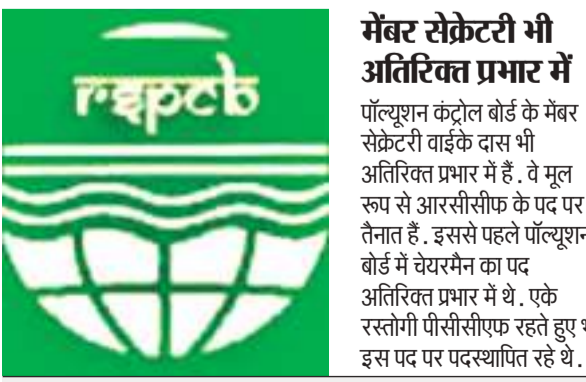 rspcb
मेंबर सेक्रेटरी भी
अतिरिक्त प्रभार में
पॉल्यूशन कंट्रोल बोर्ड के मेंबर
सेक्रेटरी वाईके दास भी
अतिरिक्त प्रभार में हैं. वे मूल
रूप से आरसीसीफ के पद पर
तैनात हैं. इससे पहले पॉल्यूशन
बोर्ड में चेयरमैन का पद
अतिरिक्त प्रभार में थे. एके
रस्तोगी पीसीसीएफ रहते हुए
इस पद पर पदस्थापित रहे थे.